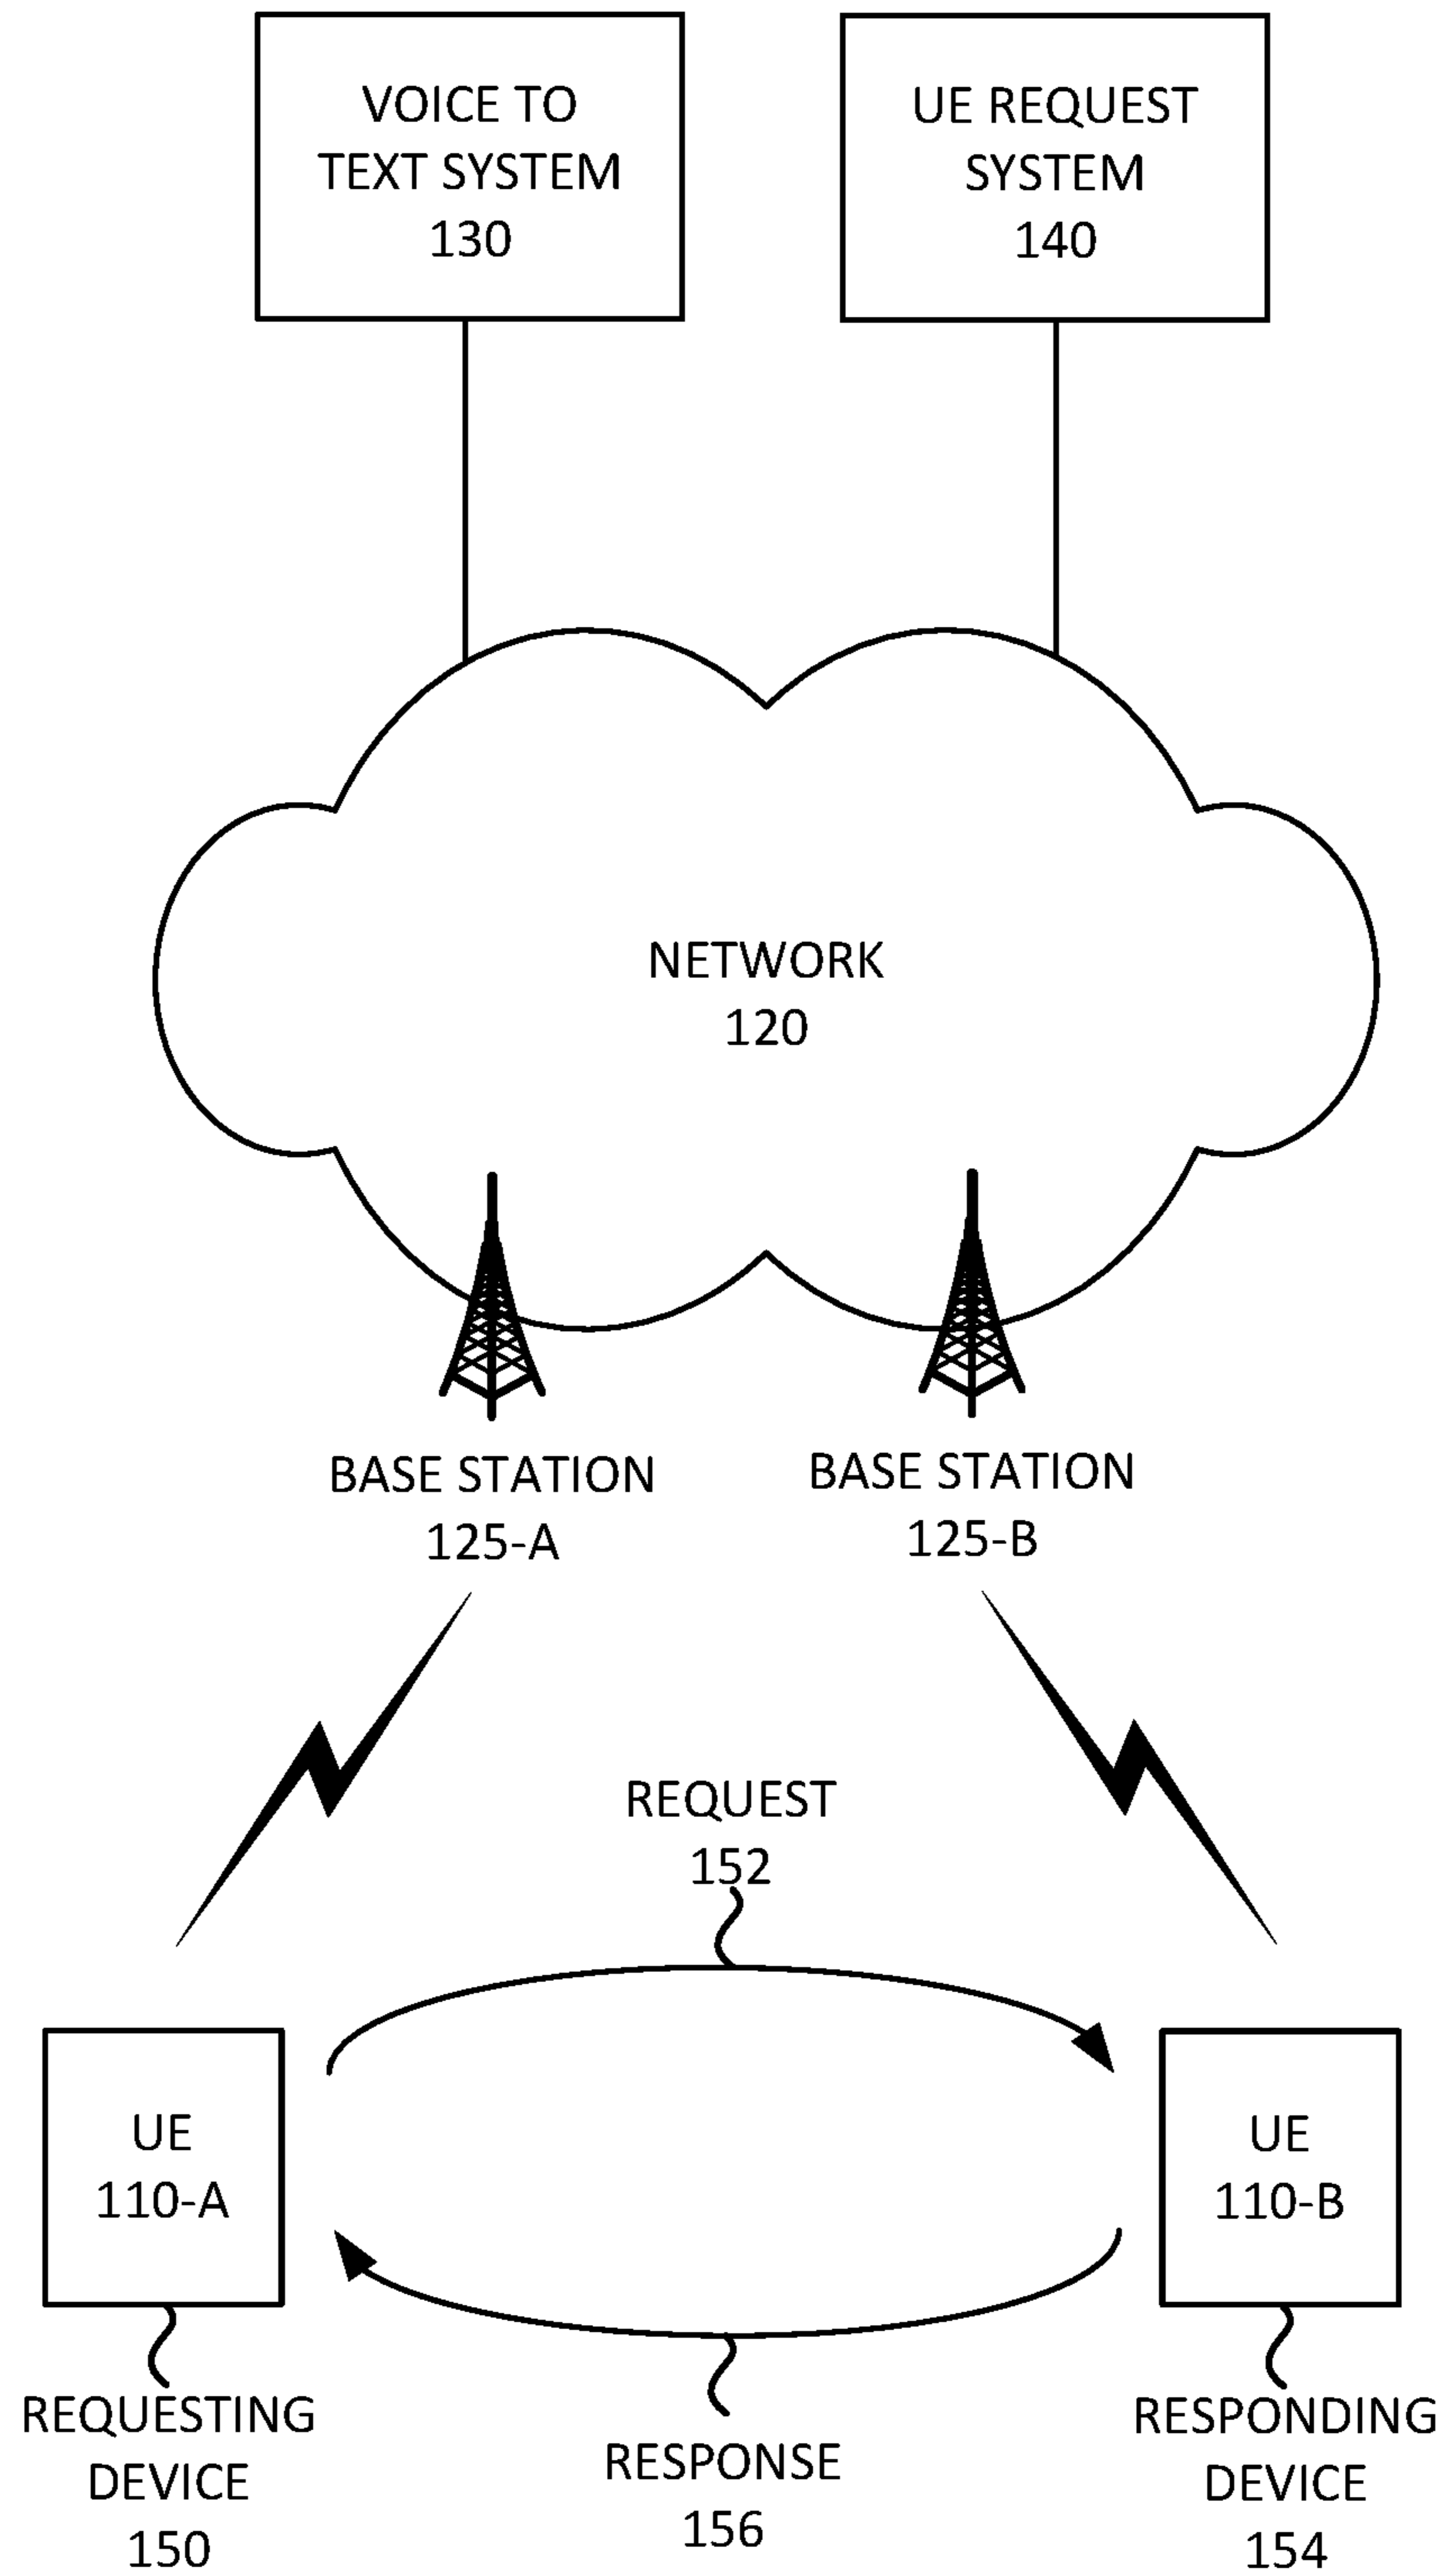 VOICE TO
TEXT SYSTEM
130
UE REQUEST
SYSTEM
140
NETWORK
120
BASE STATION
125-A
BASE STATION
125-B
REQUEST
152
UE
110-A
UE
110-B
REQUESTING
DEVICE
150
RESPONSE
156
RESPONDING
DEVICE
154